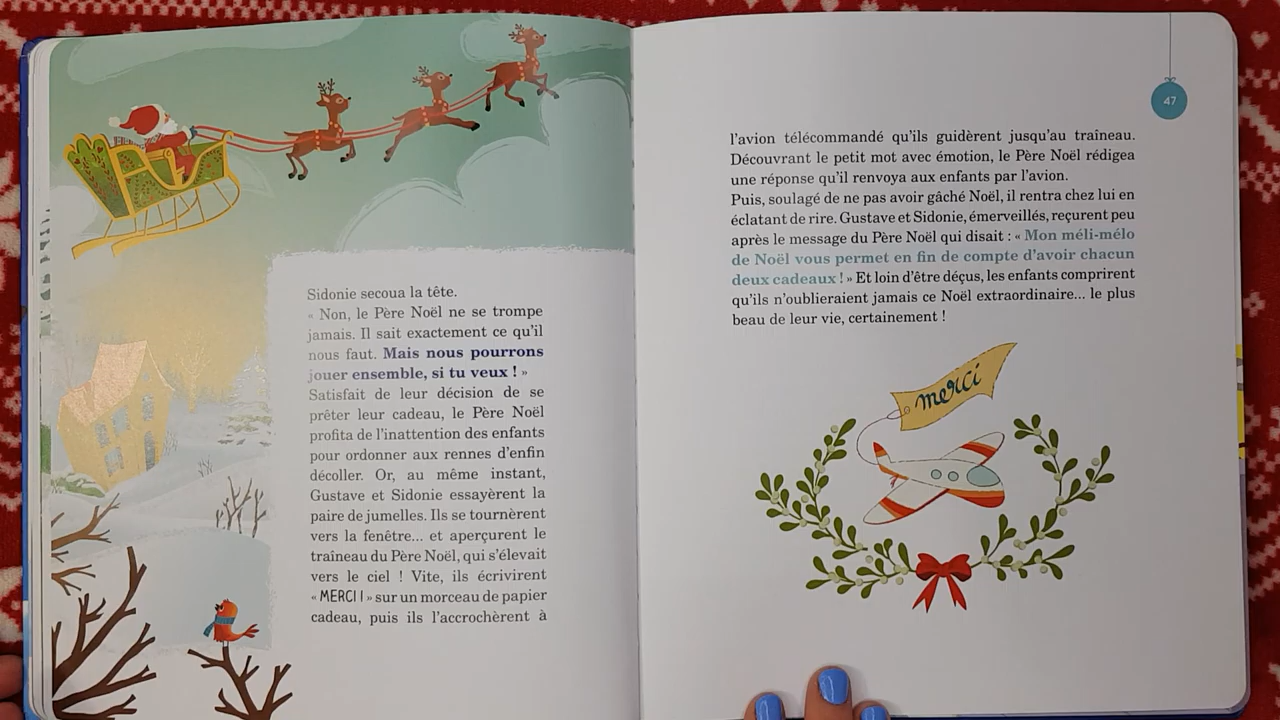 Sidonie secoua la tête.
« Non, le Père Noël ne se trompe
jamais. Il sait exactement ce qu'il
nous faut. Mais nous pourrons
jouer ensemble, si tu veux ! »
Satisfait de leur décision de se
prêter leur cadeau, le Père Noël
profita de l'inattention des enfants
pour ordonner aux rennes d'enfin
décoller. Or, au même instant,
Gustave et Sidonie essayèrent la
paire de jumelles. Ils se tournèrent
vers la fenêtre... et aperçurent le
traîneau du Père Noël, qui s'élevait
vers le ciel ! Vite, ils écrivirent
« MERCI ! » sur un morceau de papier
cadeau, puis ils l'accrochèrent à
47
l'avion télécommandé qu'ils guidèrent jusqu'au traîneau.
Découvrant le petit mot avec émotion, le Père Noël rédigea
une réponse qu'il renvoya aux enfants par l'avion.
Puis, soulagé de ne pas avoir gâché Noël, il rentra chez lui en
éclatant de rire. Gustave et Sidonie, émerveillés, reçurent peu
après le message du Père Noël qui disait : « Mon méli-mélo
de Noël vous permet en fin de compte d'avoir chacun
deux cadeaux ! » Et loin d'être déçus, les enfants comprirent
qu'ils n'oublieraient jamais ce Noël extraordinaire... le plus
beau de leur vie, certainement !
merci